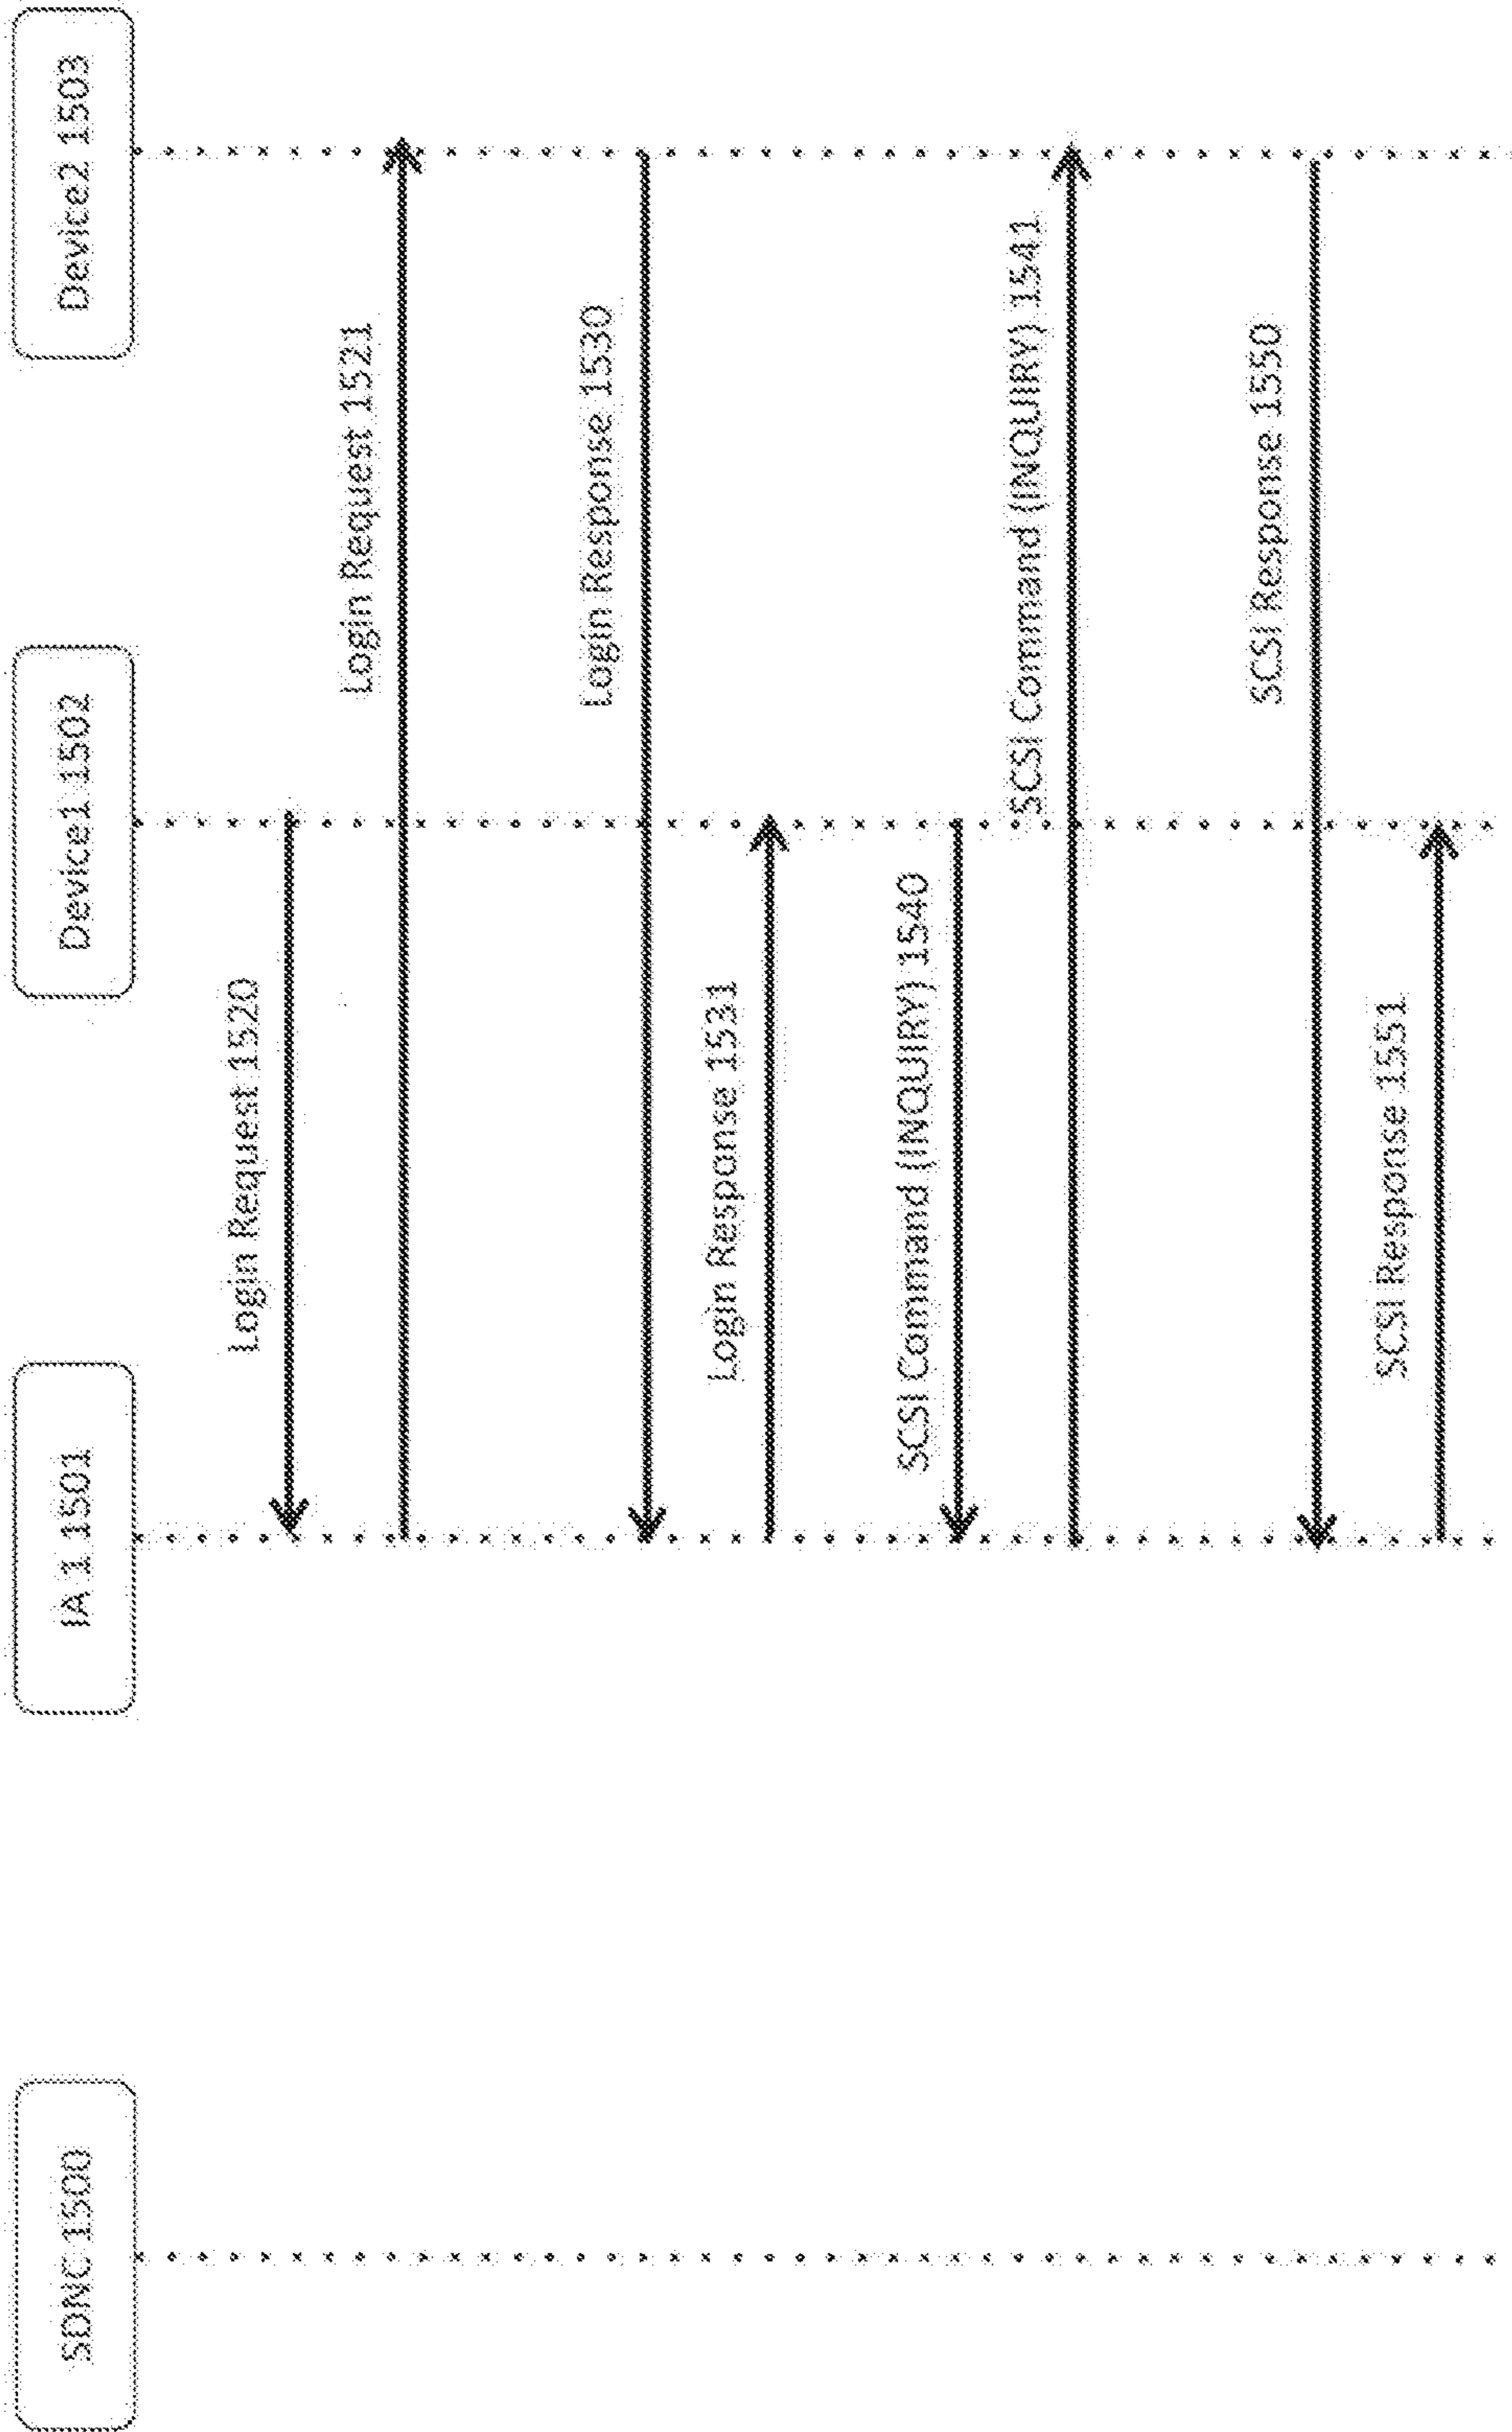 SDNC 1500
IA 1 1501
Device1 1502
Device2 1503
Login Request 1520
Login Request 1521
Login Response 1530
Login Response 1531
SCSI Command (INQUIRY) 1540
SCSI Command (INQUIRY) 1541
SCSI Response 1550
SCSI Response 1551